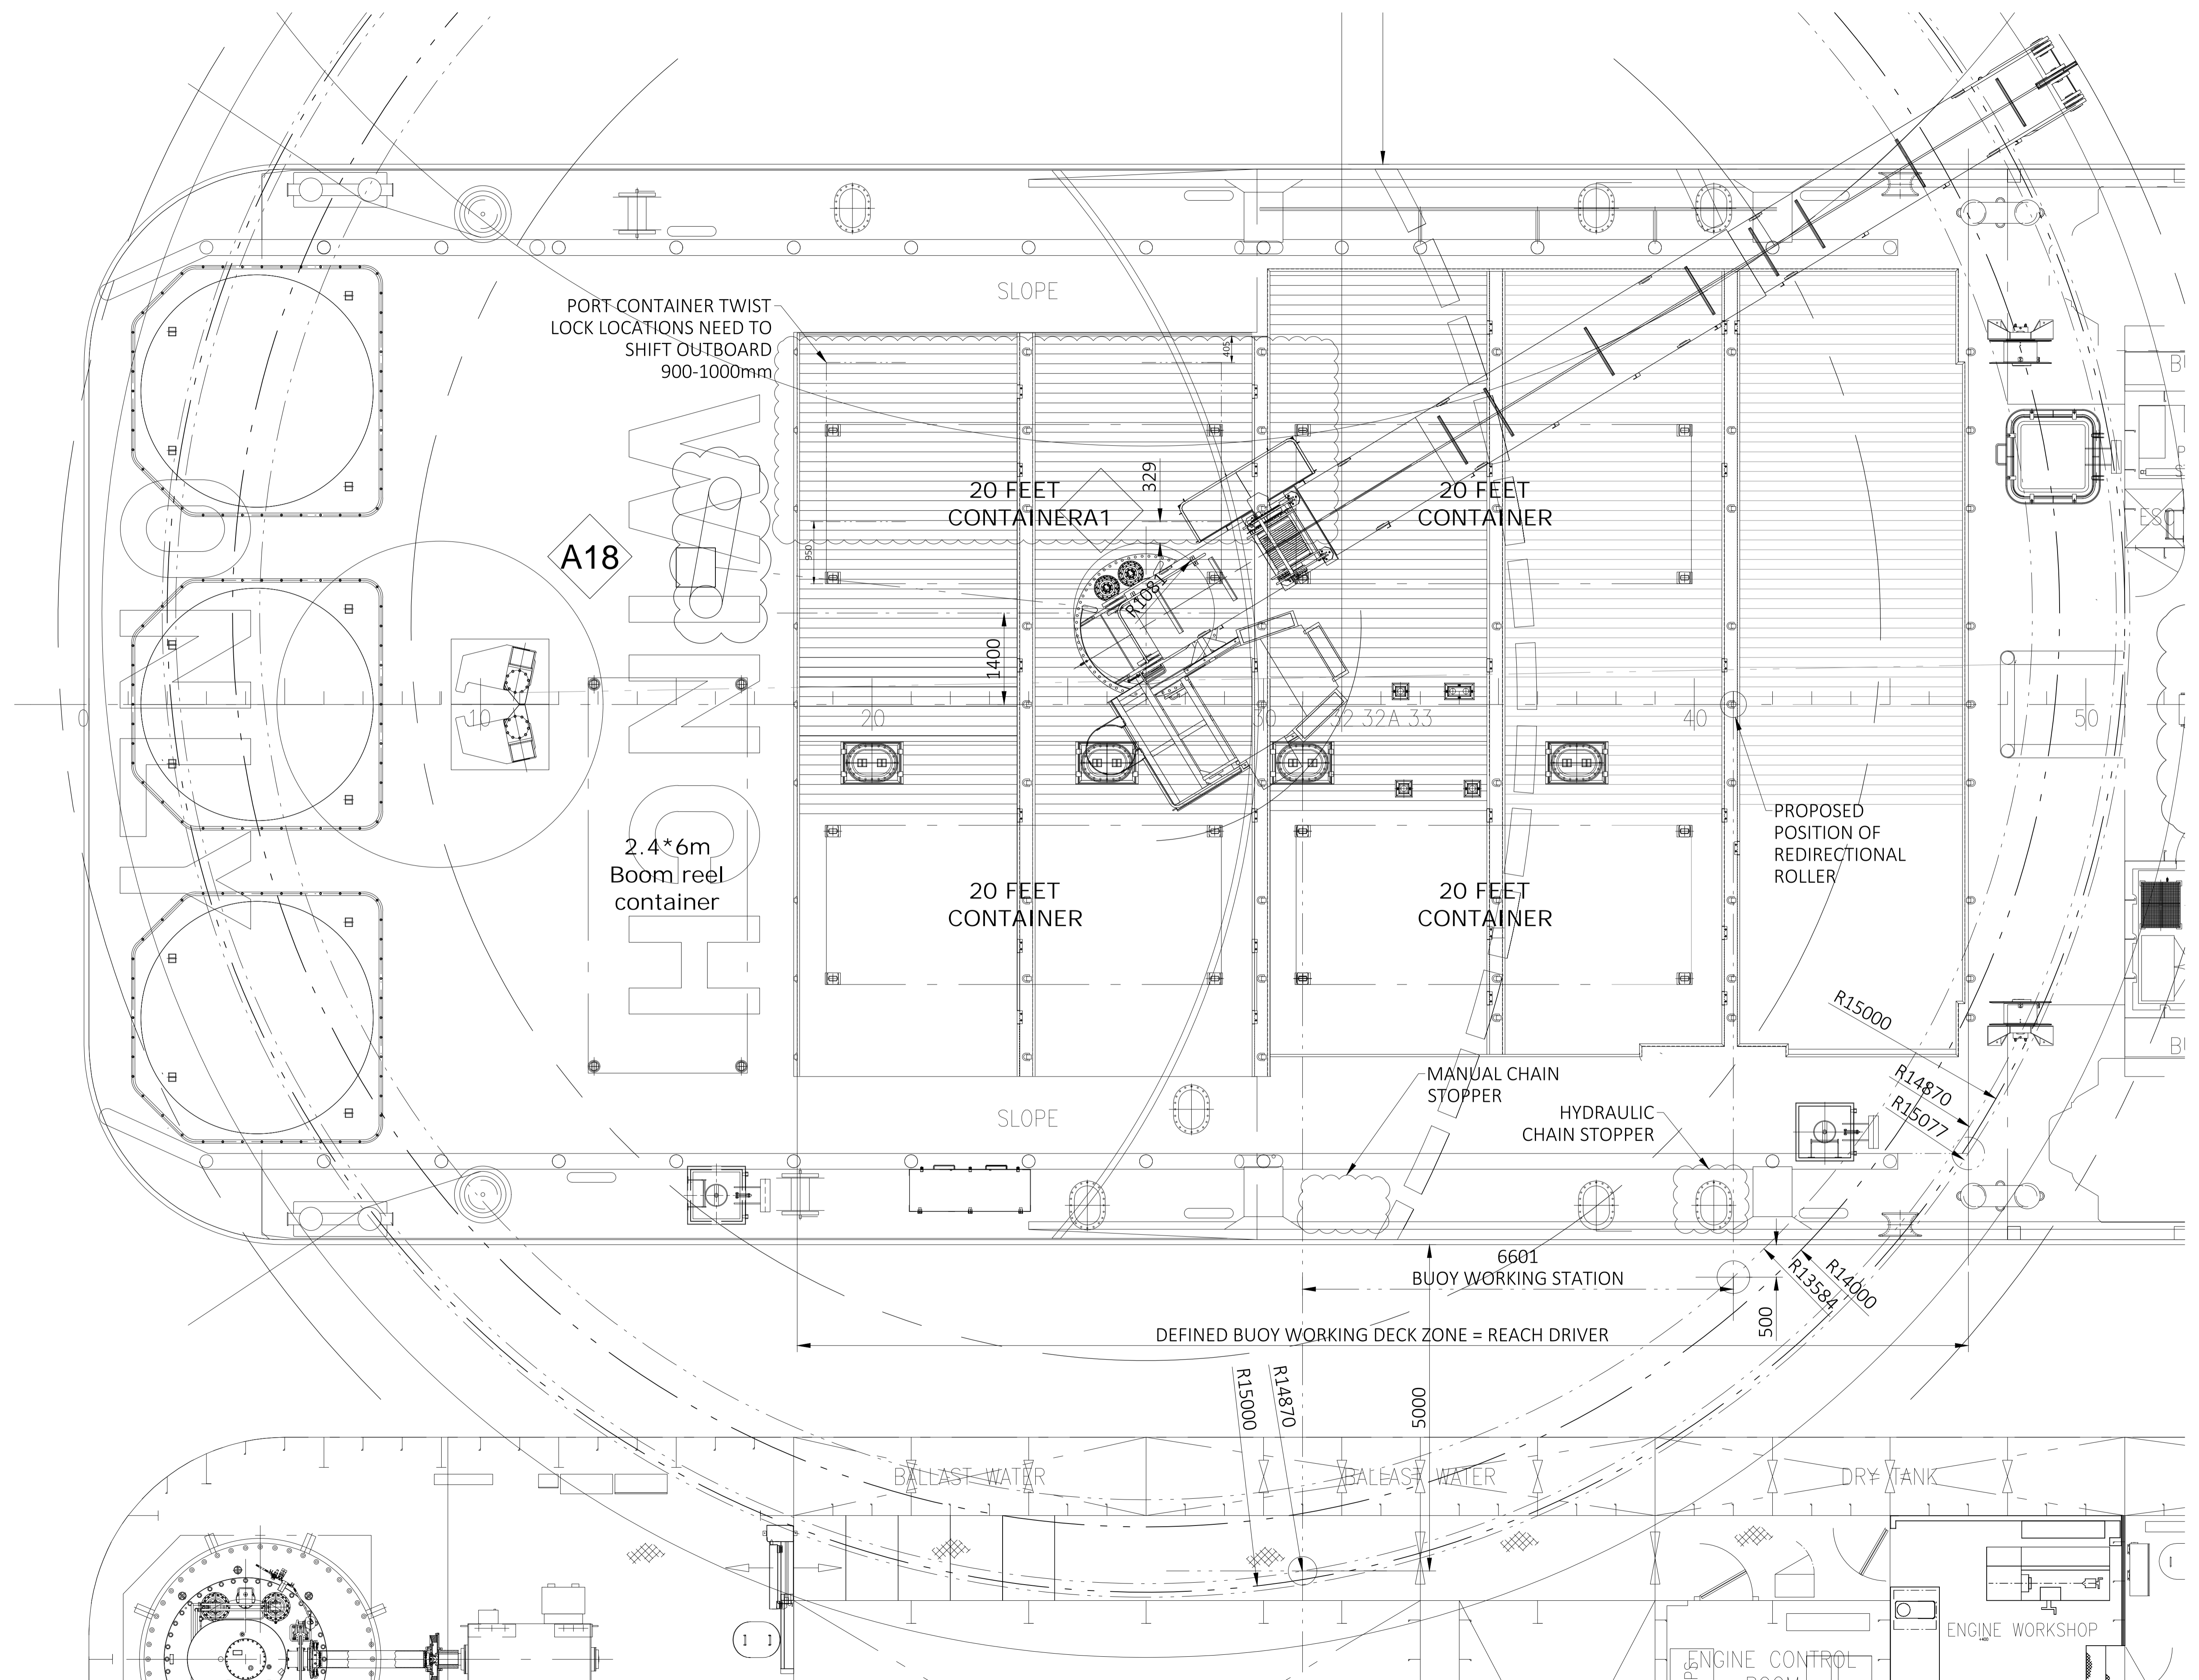 SLOPE
PORT CONTAINER TWIST
LOCK LOCATIONS NEED TO
SHIFT OUTBOARD
900-1000mm
405
20 FEET
CONTAINERA1
329
950
20 FEET
CONTAINER
A18
R1081
1400
0
10
20
30
32 32A 33
40
50
ESC
PROPOSED
POSITION OF
REDIRECTIONAL
ROLLER
2.4*6m
Boom reel
container
20 FEET
CONTAINER
20 FEET
CONTAINER
R15000
R14870
R15077
MANUAL CHAIN
STOPPER
HYDRAULIC
CHAIN STOPPER
SLOPE
6601
BUOY WORKING STATION
R13584
R14000
500
DEFINED BUOY WORKING DECK ZONE = REACH DRIVER
R15000
R14870
5000
BALLAST WATER
BALLAST WATER
DRY TANK
ENGINE WORKSHOP
+400
ENGINE CONTROL
ROOM